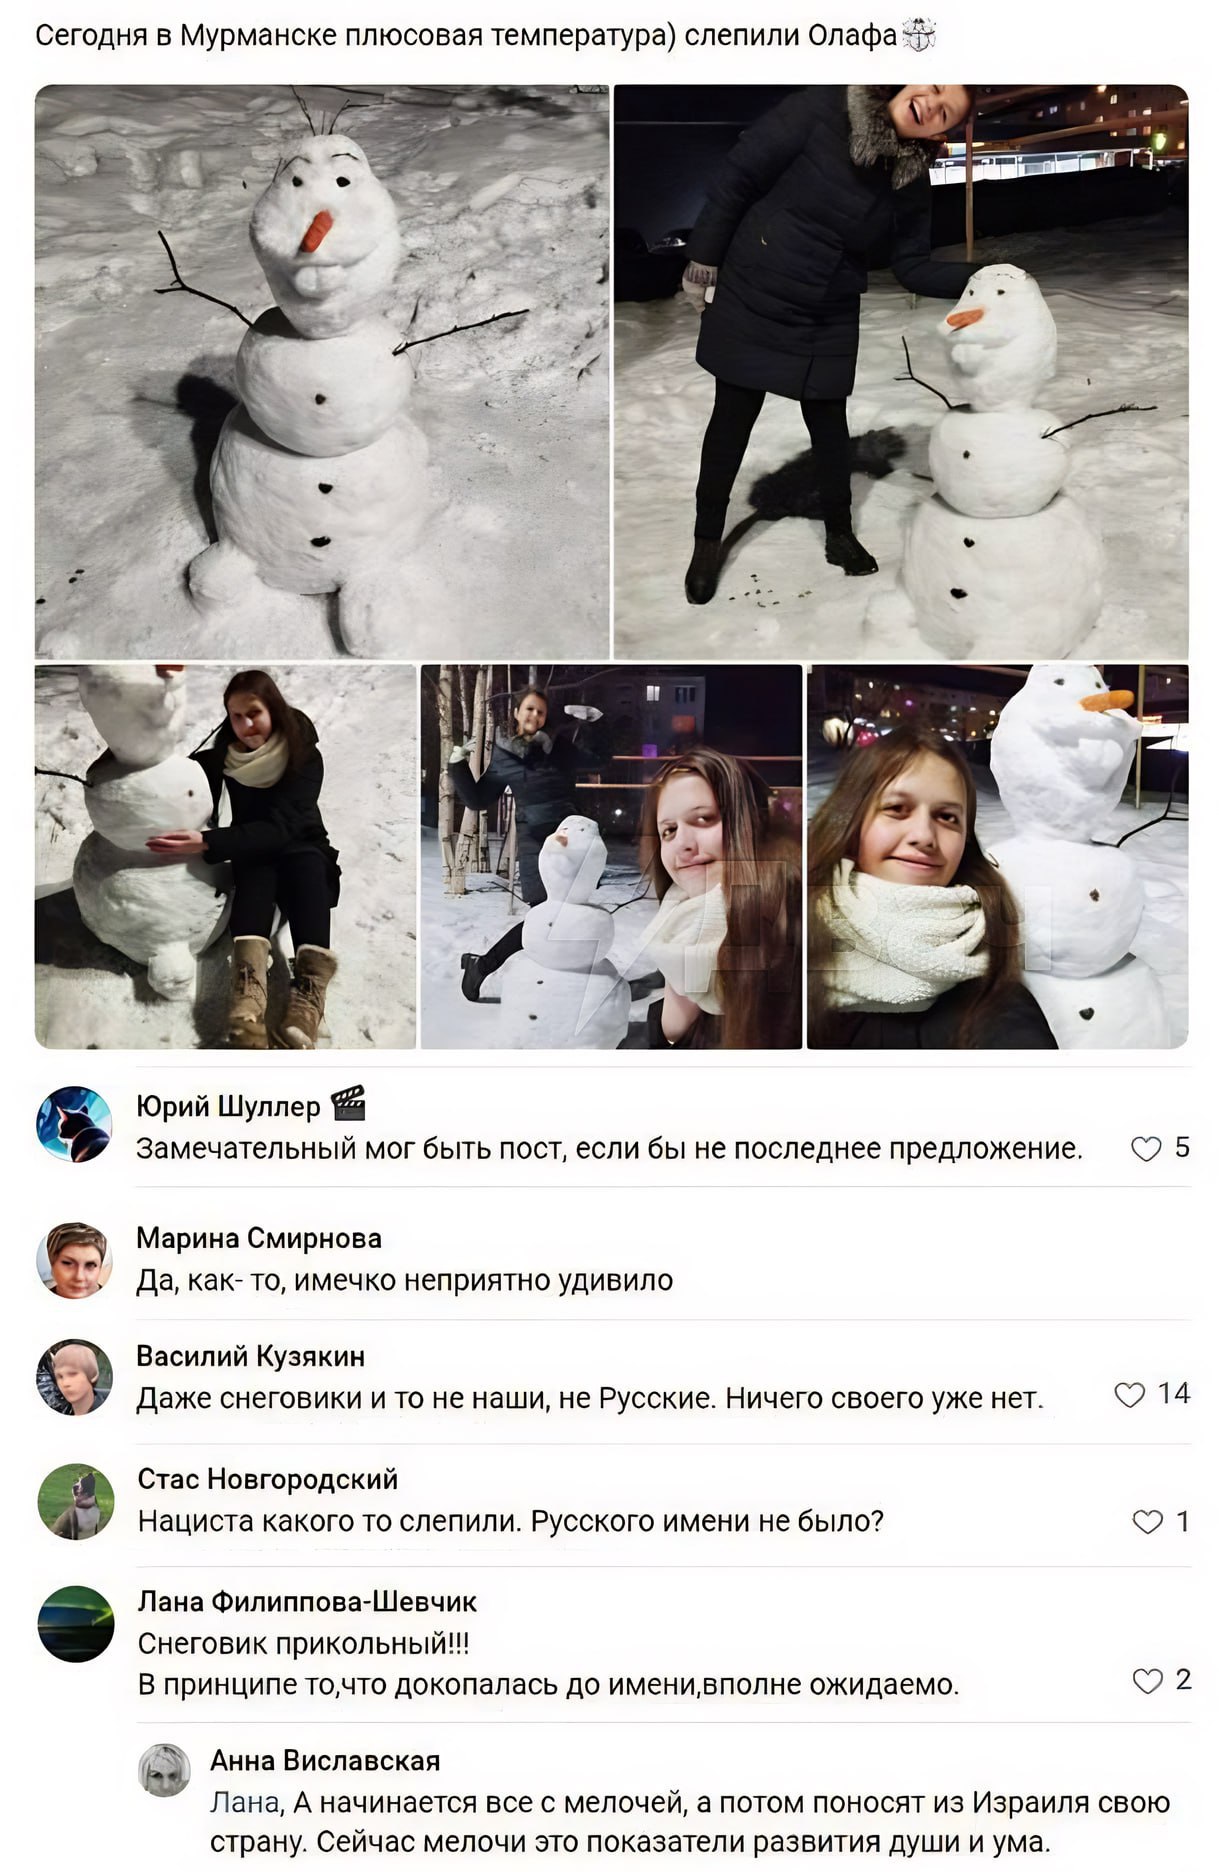 Сегодня в Мурманске плюсовая температура) слепили Олафа☃
ДВАЧ
Юрий Шуллер 🎬
Замечательный мог быть пост, если бы не последнее предложение.
5
Марина Смирнова
Да, как- то, имечко неприятно удивило
Василий Кузякин
Даже снеговики и то не наши, не Русские. Ничего своего уже нет.
14
Стас Новгородский
Нациста какого то слепили. Русского имени не было?
1
Лана Филиппова-Шевчик
Снеговик прикольный!!!
В принципе то,что докопалась до имени,вполне ожидаемо.
2
Анна Виславская
Лана, А начинается все с мелочей, а потом поносят из Израиля свою
страну. Сейчас мелочи это показатели развития души и ума.